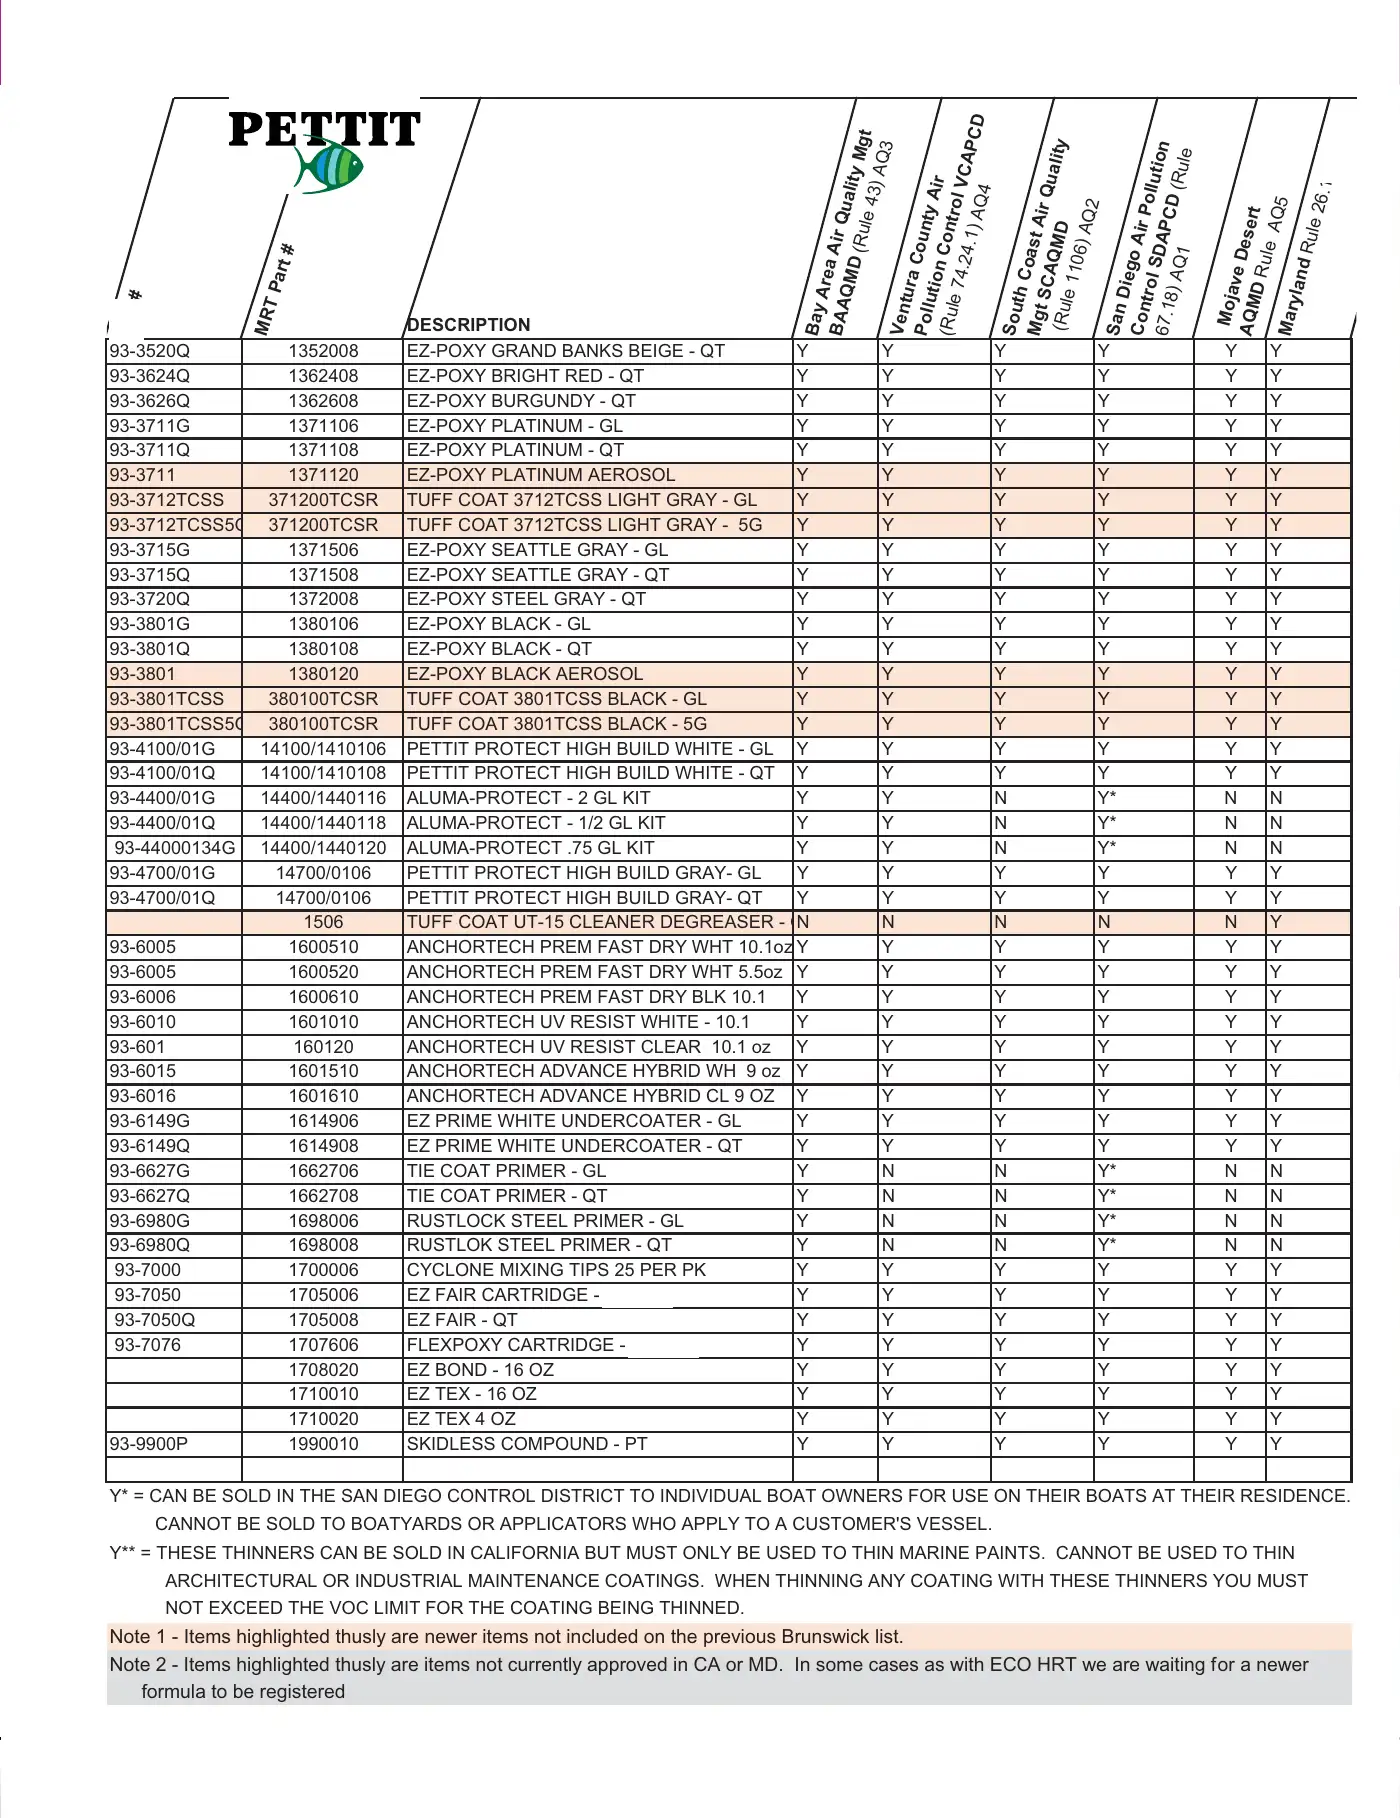 PETTIT
#
MRT Part #
DESCRIPTION
Bay Area Air Quality Mgt
BAAQMD (Rule 43) AQ3
Ventura County Air
Pollution Control VCAPCD
(Rule 74.24.1) AQ4
South Coast Air Quality
Mgt SCAQMD
(Rule 1106) AQ2
San Diego Air Pollution
Control SDAPCD (Rule
67.18) AQ1
Mojave Desert
AQMD Rule AQ5
Maryland Rule 26.
93-3520Q 1352008 EZ-POXY GRAND BANKS BEIGE - QT Y Y Y Y Y Y
93-3624Q 1362408 EZ-POXY BRIGHT RED - QT Y Y Y Y Y Y
93-3626Q 1362608 EZ-POXY BURGUNDY - QT Y Y Y Y Y Y
93-3711G 1371106 EZ-POXY PLATINUM - GL Y Y Y Y Y Y
93-3711Q 1371108 EZ-POXY PLATINUM - QT Y Y Y Y Y Y
93-3711 1371120 EZ-POXY PLATINUM AEROSOL Y Y Y Y Y Y
93-3712TCSS 371200TCSR TUFF COAT 3712TCSS LIGHT GRAY - GL Y Y Y Y Y Y
93-3712TCSS5G 371200TCSR TUFF COAT 3712TCSS LIGHT GRAY - 5G Y Y Y Y Y Y
93-3715G 1371506 EZ-POXY SEATTLE GRAY - GL Y Y Y Y Y Y
93-3715Q 1371508 EZ-POXY SEATTLE GRAY - QT Y Y Y Y Y Y
93-3720Q 1372008 EZ-POXY STEEL GRAY - QT Y Y Y Y Y Y
93-3801G 1380106 EZ-POXY BLACK - GL Y Y Y Y Y Y
93-3801Q 1380108 EZ-POXY BLACK - QT Y Y Y Y Y Y
93-3801 1380120 EZ-POXY BLACK AEROSOL Y Y Y Y Y Y
93-3801TCSS 380100TCSR TUFF COAT 3801TCSS BLACK - GL Y Y Y Y Y Y
93-3801TCSS5G 380100TCSR TUFF COAT 3801TCSS BLACK - 5G Y Y Y Y Y Y
93-4100/01G 14100/1410106 PETTIT PROTECT HIGH BUILD WHITE - GL Y Y Y Y Y Y
93-4100/01Q 14100/1410108 PETTIT PROTECT HIGH BUILD WHITE - QT Y Y Y Y Y Y
93-4400/01G 14400/1440116 ALUMA-PROTECT - 2 GL KIT Y Y N Y* N N
93-4400/01Q 14400/1440118 ALUMA-PROTECT - 1/2 GL KIT Y Y N Y* N N
93-44000134G 14400/1440120 ALUMA-PROTECT .75 GL KIT Y Y N Y* N N
93-4700/01G 14700/0106 PETTIT PROTECT HIGH BUILD GRAY- GL Y Y Y Y Y Y
93-4700/01Q 14700/0106 PETTIT PROTECT HIGH BUILD GRAY- QT Y Y Y Y Y Y
1506 TUFF COAT UT-15 CLEANER DEGREASER - N N N N N Y
93-6005 1600510 ANCHORTECH PREM FAST DRY WHT 10.1oz Y Y Y Y Y Y
93-6005 1600520 ANCHORTECH PREM FAST DRY WHT 5.5oz Y Y Y Y Y Y
93-6006 1600610 ANCHORTECH PREM FAST DRY BLK 10.1 Y Y Y Y Y Y
93-6010 1601010 ANCHORTECH UV RESIST WHITE - 10.1 Y Y Y Y Y Y
93-601 160120 ANCHORTECH UV RESIST CLEAR 10.1 oz Y Y Y Y Y Y
93-6015 1601510 ANCHORTECH ADVANCE HYBRID WH 9 oz Y Y Y Y Y Y
93-6016 1601610 ANCHORTECH ADVANCE HYBRID CL 9 OZ Y Y Y Y Y Y
93-6149G 1614906 EZ PRIME WHITE UNDERCOATER - GL Y Y Y Y Y Y
93-6149Q 1614908 EZ PRIME WHITE UNDERCOATER - QT Y Y Y Y Y Y
93-6627G 1662706 TIE COAT PRIMER - GL Y N N Y* N N
93-6627Q 1662708 TIE COAT PRIMER - QT Y N N Y* N N
93-6980G 1698006 RUSTLOCK STEEL PRIMER - GL Y N N Y* N N
93-6980Q 1698008 RUSTLOK STEEL PRIMER - QT Y N N Y* N N
93-7000 1700006 CYCLONE MIXING TIPS 25 PER PK Y Y Y Y Y Y
93-7050 1705006 EZ FAIR CARTRIDGE - Y Y Y Y Y Y
93-7050Q 1705008 EZ FAIR - QT Y Y Y Y Y Y
93-7076 1707606 FLEXPOXY CARTRIDGE - Y Y Y Y Y Y
1708020 EZ BOND - 16 OZ Y Y Y Y Y Y
1710010 EZ TEX - 16 OZ Y Y Y Y Y Y
1710020 EZ TEX 4 OZ Y Y Y Y Y Y
93-9900P 1990010 SKIDLESS COMPOUND - PT Y Y Y Y Y Y
Y* = CAN BE SOLD IN THE SAN DIEGO CONTROL DISTRICT TO INDIVIDUAL BOAT OWNERS FOR USE ON THEIR BOATS AT THEIR RESIDENCE.
CANNOT BE SOLD TO BOATYARDS OR APPLICATORS WHO APPLY TO A CUSTOMER'S VESSEL.
Y** = THESE THINNERS CAN BE SOLD IN CALIFORNIA BUT MUST ONLY BE USED TO THIN MARINE PAINTS. CANNOT BE USED TO THIN
ARCHITECTURAL OR INDUSTRIAL MAINTENANCE COATINGS. WHEN THINNING ANY COATING WITH THESE THINNERS YOU MUST
NOT EXCEED THE VOC LIMIT FOR THE COATING BEING THINNED.
Note 1 - Items highlighted thusly are newer items not included on the previous Brunswick list.
Note 2 - Items highlighted thusly are items not currently approved in CA or MD. In some cases as with ECO HRT we are waiting for a newer
formula to be registered